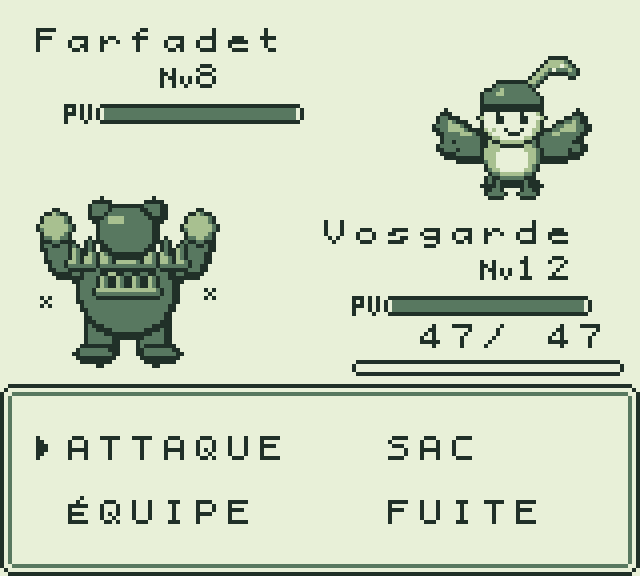 Farfadet
Nv8
PV
Vosgarde
Nv12
PV
47/ 47
ATTAQUE SAC
ÉQUIPE FUITE